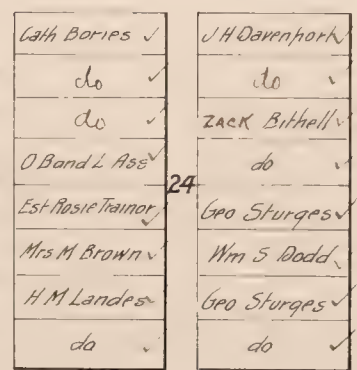 Cath Bories ✓
do ✓
do ✓
O B and L Ass ✓
Est Rosie Trainor ✓
Mrs M Brown ✓
H M Landes ✓
do ✓
24
J H Davenport ✓
do ✓
ZACK Bithell ✓
do ✓
Geo Sturges ✓
Wm S Dodd ✓
Geo Sturges ✓
do ✓